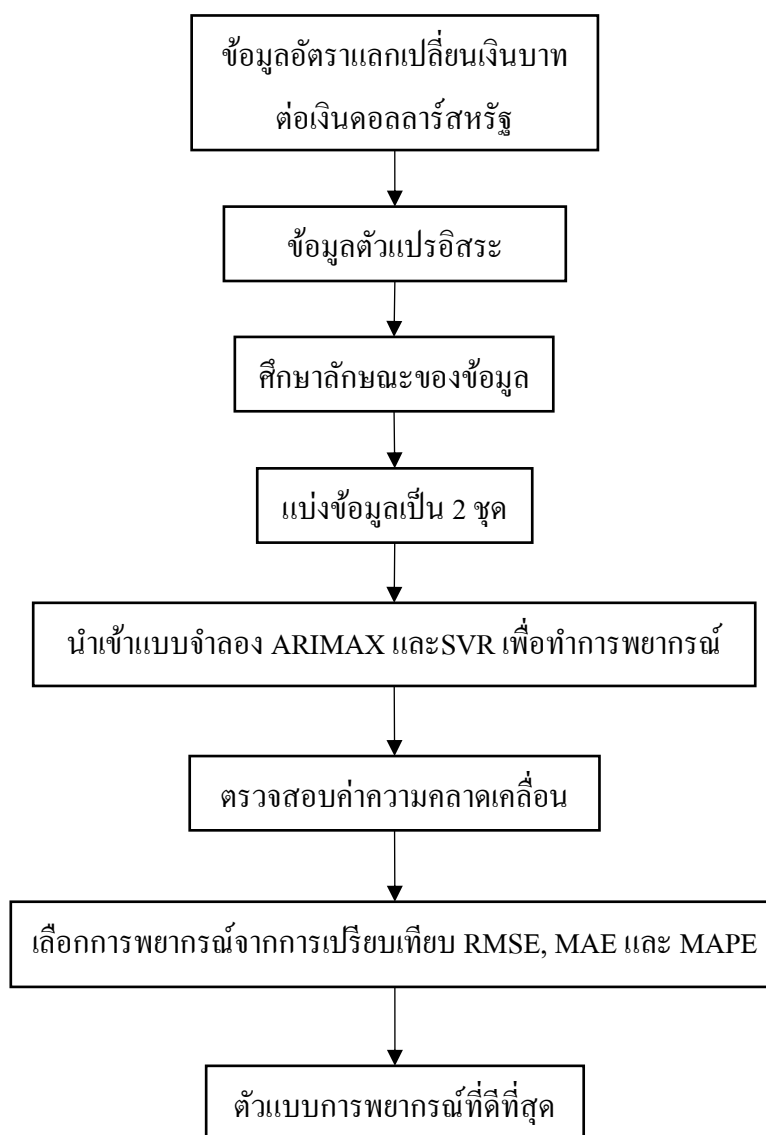 ข้อมูลอัตราแลกเปลี่ยนเงินบาท
ต่อเงินดอลลาร์สหรัฐ
ข้อมูลตัวแปรอิสระ
ศึกษาลักษณะของข้อมูล
แบ่งข้อมูลเป็น 2 ชุด
นำเข้าแบบจำลอง ARIMAX และSVR เพื่อทำการพยากรณ์
ตรวจสอบค่าความคลาดเคลื่อน
เลือกการพยากรณ์จากการเปรียบเทียบ RMSE, MAE และ MAPE
ตัวแบบการพยากรณ์ที่ดีที่สุด